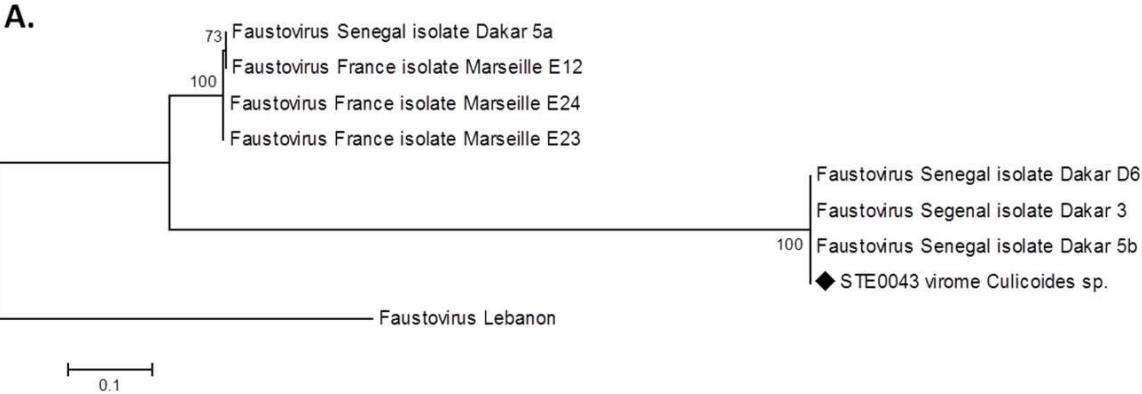 A.
73
Faustovirus Senegal isolate Dakar 5a
Faustovirus France isolate Marseille E12
100
Faustovirus France isolate Marseille E24
Faustovirus France isolate Marseille E23
Faustovirus Senegal isolate Dakar D6
Faustovirus Segenal isolate Dakar 3
100
Faustovirus Senegal isolate Dakar 5b
STE0043 virome Culicoides sp.
Faustovirus Lebanon
0.1